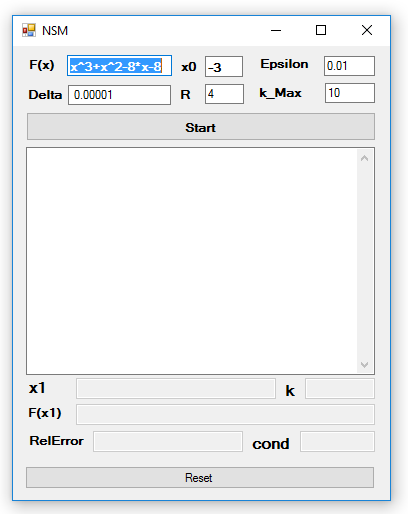 NSM
F(x) x^3+x^2-8*x-8 x0 -3 Epsilon 0.01
Delta 0.00001 R 4 k_Max 10
Start
x1 k
F(x1)
RelError cond
Reset